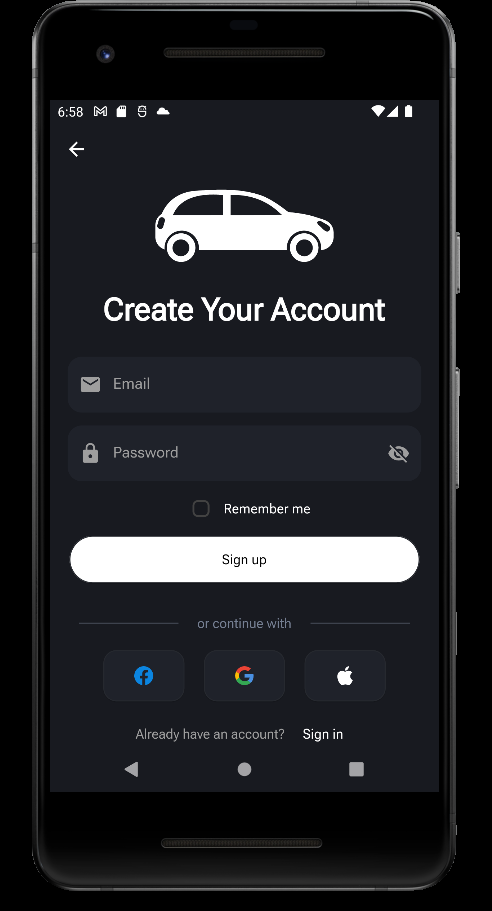 6:58
Create Your Account
Email
Password
Remember me
Sign up
or continue with
Already have an account? Sign in